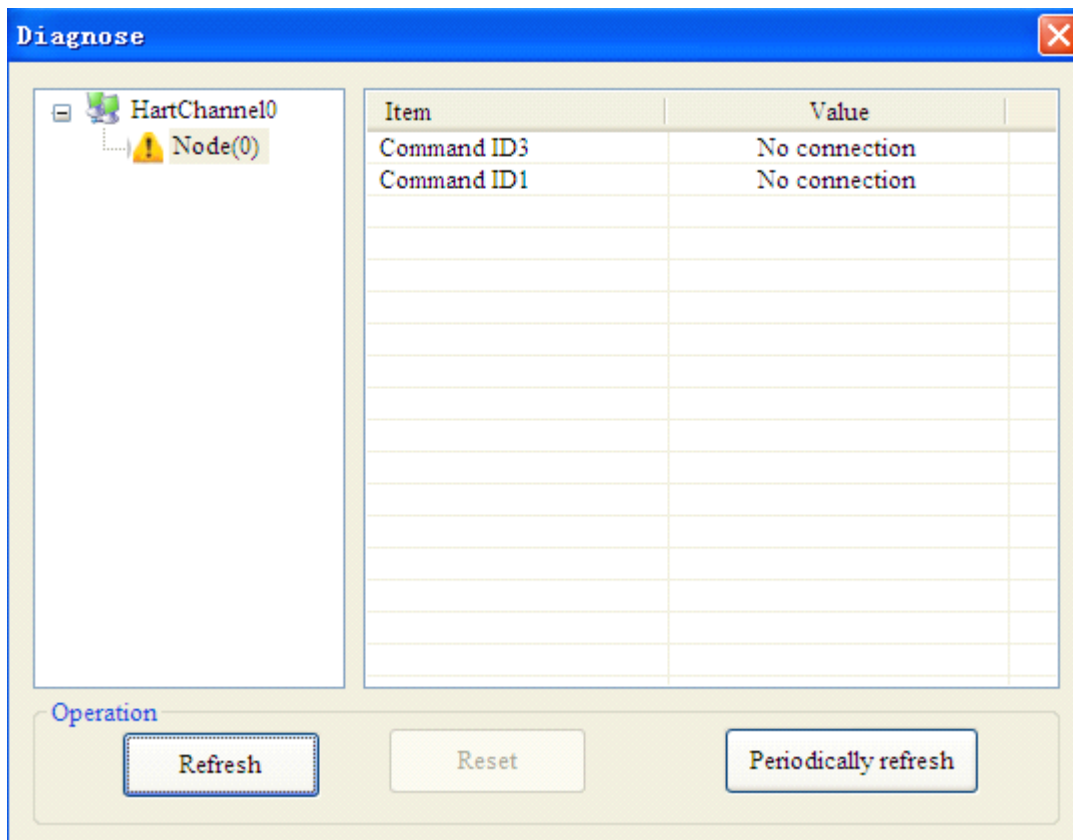 Diagnose
HartChannel0
Node(0)
Item Value
Command ID3 No connection
Command ID1 No connection
Operation
Refresh Reset Periodically refresh